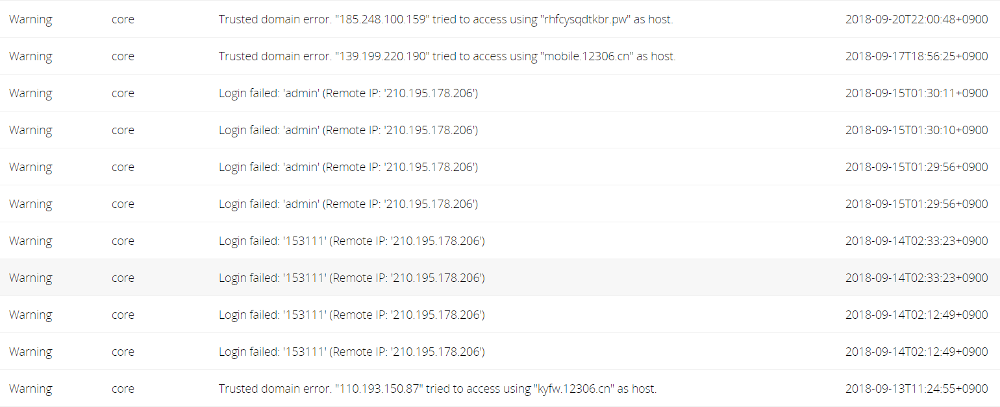 Warning core Trusted domain error. "185.248.100.159" tried to access using "rhfcysqdtkbr.pw" as host. 2018-09-20T22:00:48+0900
Warning core Trusted domain error. "139.199.220.190" tried to access using "mobile.12306.cn" as host. 2018-09-17T18:56:25+0900
Warning core Login failed: 'admin' (Remote IP: '210.195.178.206') 2018-09-15T01:30:11+0900
Warning core Login failed: 'admin' (Remote IP: '210.195.178.206') 2018-09-15T01:30:10+0900
Warning core Login failed: 'admin' (Remote IP: '210.195.178.206') 2018-09-15T01:29:56+0900
Warning core Login failed: 'admin' (Remote IP: '210.195.178.206') 2018-09-15T01:29:56+0900
Warning core Login failed: '153111' (Remote IP: '210.195.178.206') 2018-09-14T02:33:23+0900
Warning core Login failed: '153111' (Remote IP: '210.195.178.206') 2018-09-14T02:33:23+0900
Warning core Login failed: '153111' (Remote IP: '210.195.178.206') 2018-09-14T02:12:49+0900
Warning core Login failed: '153111' (Remote IP: '210.195.178.206') 2018-09-14T02:12:49+0900
Warning core Trusted domain error. "110.193.150.87" tried to access using "kyfw.12306.cn" as host. 2018-09-13T11:24:55+0900